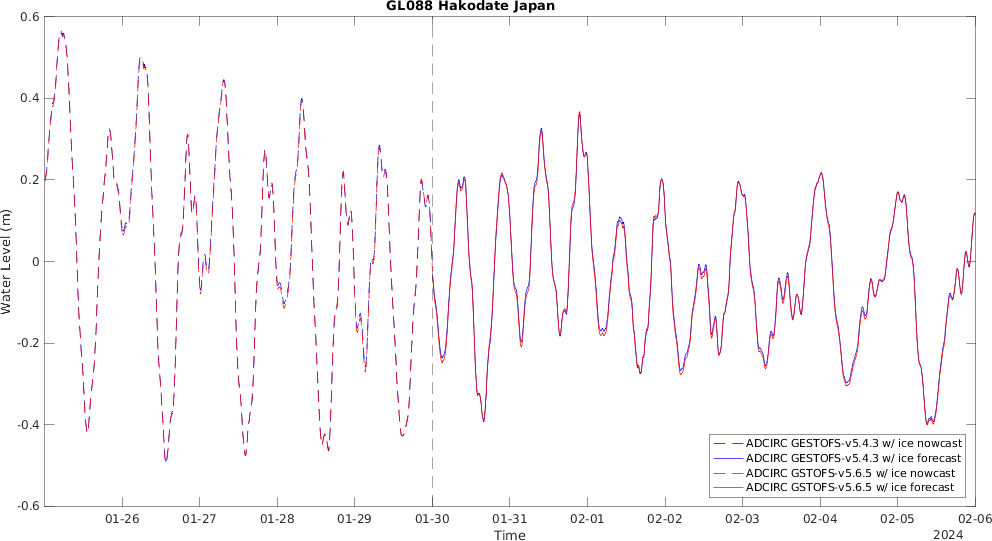 GL088 Hakodate Japan
0.6
0.4
0.2
0
-0.2
-0.4
-0.6
Water Level (m)
ADCIRC GESTOFS-v5.4.3 w/ ice nowcast
ADCIRC GESTOFS-v5.4.3 w/ ice forecast
ADCIRC GSTOFS-v5.6.5 w/ ice nowcast
ADCIRC GSTOFS-v5.6.5 w/ ice forecast
01-26 01-27 01-28 01-29 01-30 01-31 02-01 02-02 02-03 02-04 02-05 02-06
Time
2024